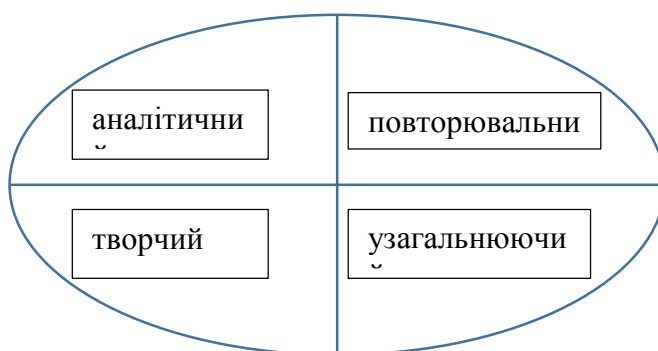 аналітични
повторювальни
творчий
узагальнюючи